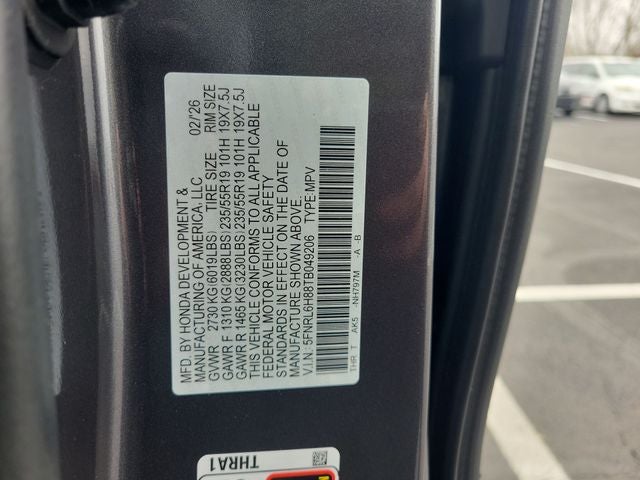 MFD. BY HONDA DEVELOPMENT &
MANUFACTURING OF AMERICA, LLC 02/'26
GVWR 2730 KG(6019LBS) TIRE SIZE RIM SIZE
GAWR F 1310 KG(2888LBS) 235/55R19 101H 19X7.5J
GAWR R 1465 KG(3230LBS) 235/55R19 101H 19X7.5J
THIS VEHICLE CONFORMS TO ALL APPLICABLE
FEDERAL MOTOR VEHICLE SAFETY
STANDARDS IN EFFECT ON THE DATE OF
MANUFACTURE SHOWN ABOVE.
V.I.N. 5FNRL6H88TB049206 TYPE:MPV
THR T AK5 -NH797M -A -B
THRA1